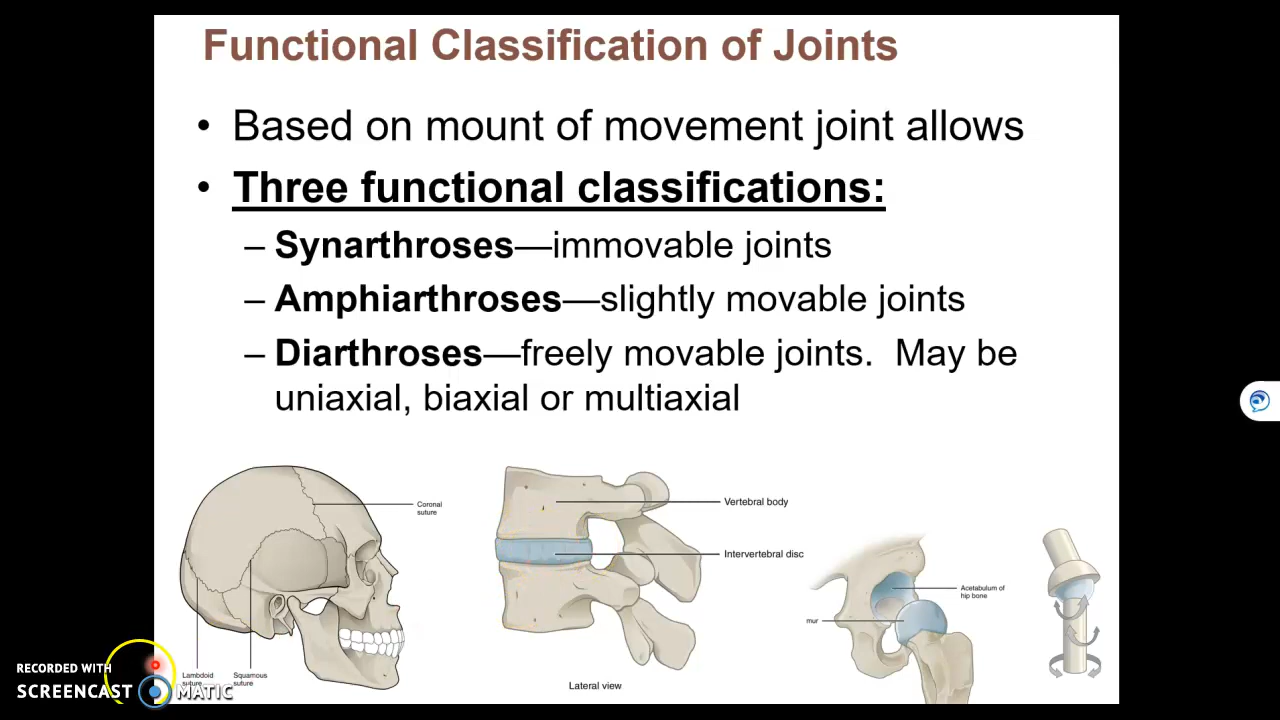 Functional Classification of Joints
• Based on mount of movement joint allows
• Three functional classifications:
– Synarthroses—immovable joints
– Amphiarthroses—slightly movable joints
– Diarthroses—freely movable joints. May be
uniaxial, biaxial or multiaxial
Coronal
suture
Lambdoid
suture
Squamous
suture
Vertebral body
Intervertebral disc
Lateral view
Acetabulum of
hip bone
mur
RECORDED WITH
SCREENCAST MATIC